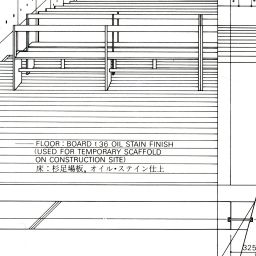 FLOOR : BOARD t 36 OIL STAIN FINISH
(USED FOR TEMPORARY SCAFFOLD
ON CONSTRUCTION SITE)
床：杉足場板，オイル・ステイン仕上
325